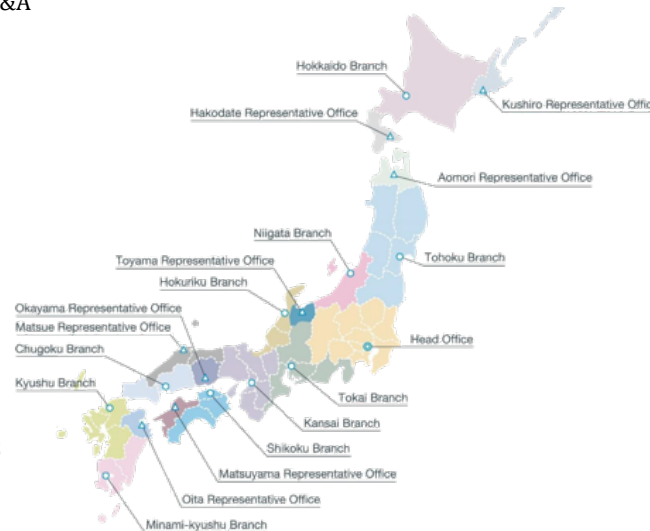 &A
Hokkaido Branch
Kushiro Representative Offic
Hakodate Representative Office
Aomori Representative Office
Niigata Branch
Tohoku Branch
Toyama Representative Office
Hokuriku Branch
Okayama Representative Office
Matsue Representative Office
Head Office
Chugoku Branch
Kyushu Branch
Tokai Branch
Kansai Branch
Shikoku Branch
Matsuyama Representative Office
Oita Representative Office
Minami-kyushu Branch